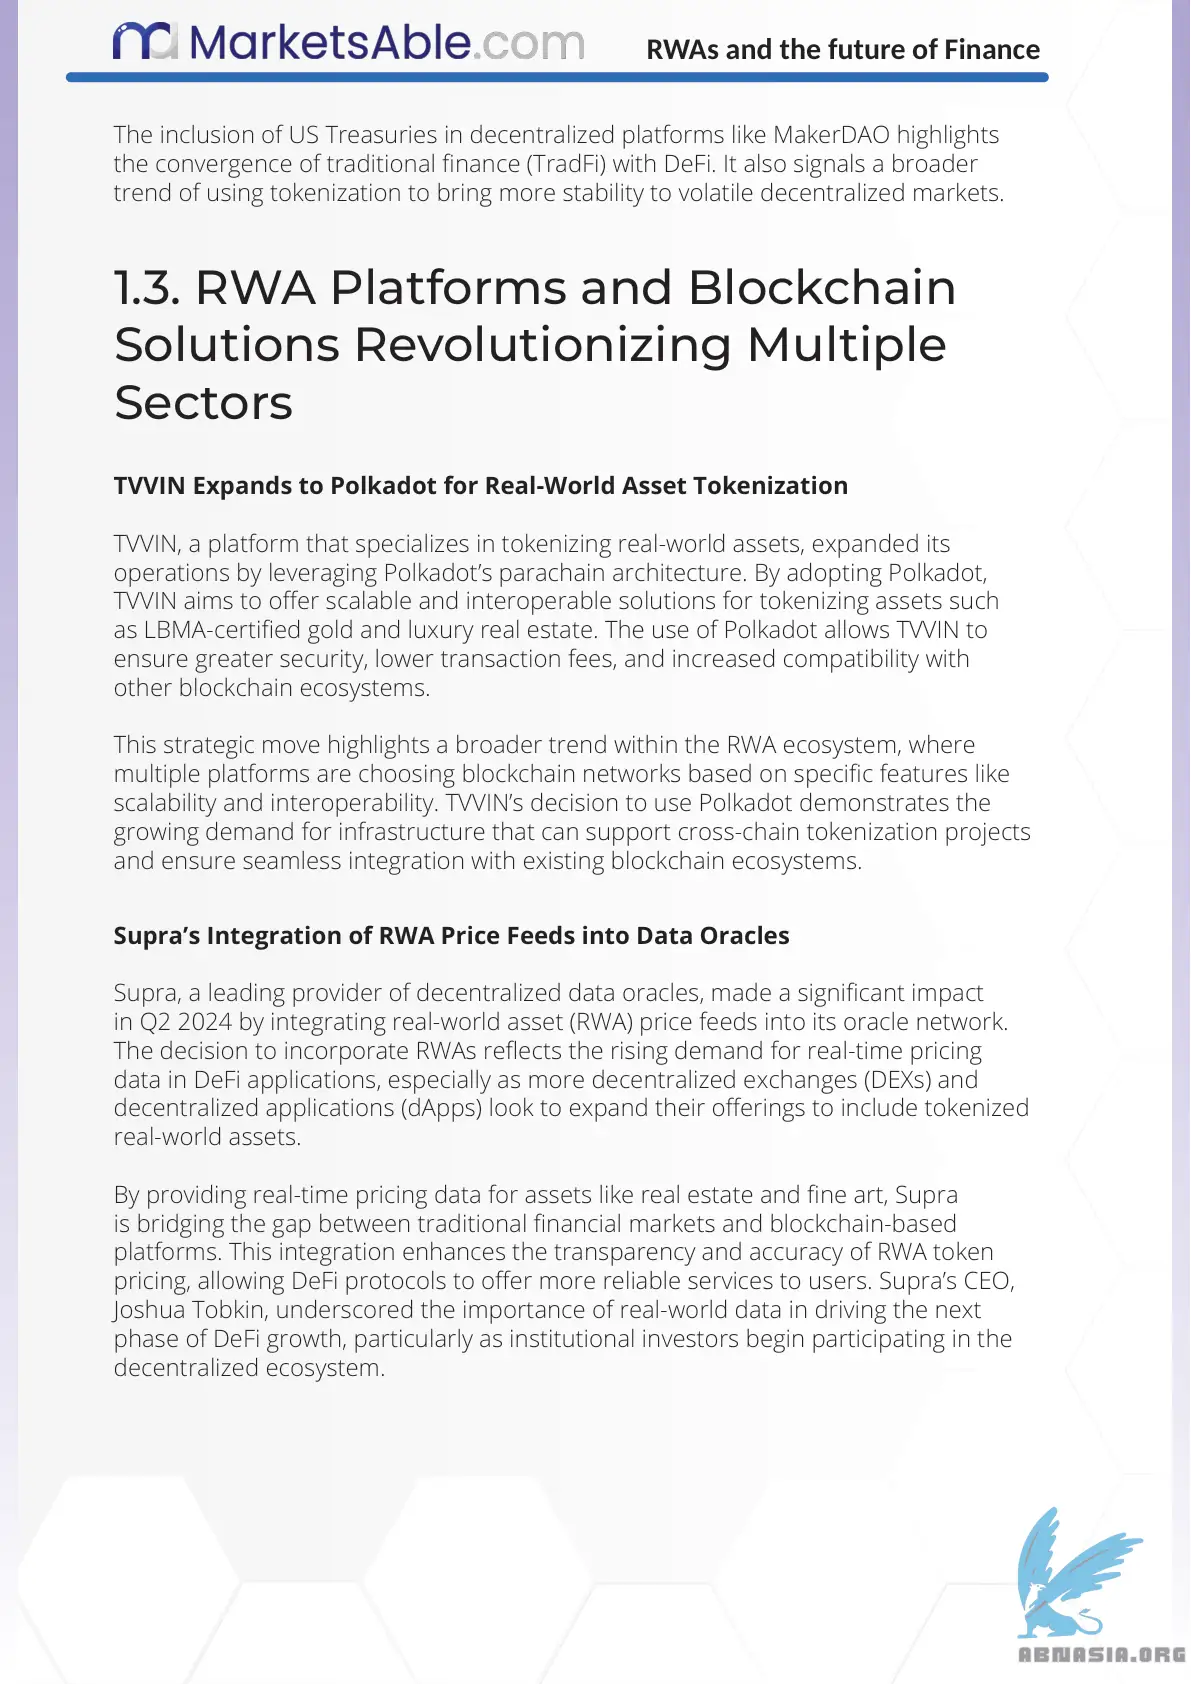 MarketsAble.com
RWAs and the future of Finance
The inclusion of US Treasuries in decentralized platforms like MakerDAO highlights
the convergence of traditional finance (TradFi) with DeFi. It also signals a broader
trend of using tokenization to bring more stability to volatile decentralized markets.
1.3. RWA Platforms and Blockchain
Solutions Revolutionizing Multiple
Sectors
TVVIN Expands to Polkadot for Real-World Asset Tokenization
TVVIN, a platform that specializes in tokenizing real-world assets, expanded its
operations by leveraging Polkadot’s parachain architecture. By adopting Polkadot,
TVVIN aims to offer scalable and interoperable solutions for tokenizing assets such
as LBMA-certified gold and luxury real estate. The use of Polkadot allows TVVIN to
ensure greater security, lower transaction fees, and increased compatibility with
other blockchain ecosystems.
This strategic move highlights a broader trend within the RWA ecosystem, where
multiple platforms are choosing blockchain networks based on specific features like
scalability and interoperability. TVVIN’s decision to use Polkadot demonstrates the
growing demand for infrastructure that can support cross-chain tokenization projects
and ensure seamless integration with existing blockchain ecosystems.
Supra’s Integration of RWA Price Feeds into Data Oracles
Supra, a leading provider of decentralized data oracles, made a significant impact
in Q2 2024 by integrating real-world asset (RWA) price feeds into its oracle network.
The decision to incorporate RWAs reflects the rising demand for real-time pricing
data in DeFi applications, especially as more decentralized exchanges (DEXs) and
decentralized applications (dApps) look to expand their offerings to include tokenized
real-world assets.
By providing real-time pricing data for assets like real estate and fine art, Supra
is bridging the gap between traditional financial markets and blockchain-based
platforms. This integration enhances the transparency and accuracy of RWA token
pricing, allowing DeFi protocols to offer more reliable services to users. Supra’s CEO,
Joshua Tobkin, underscored the importance of real-world data in driving the next
phase of DeFi growth, particularly as institutional investors begin participating in the
decentralized ecosystem.
ABNASIA.ORG